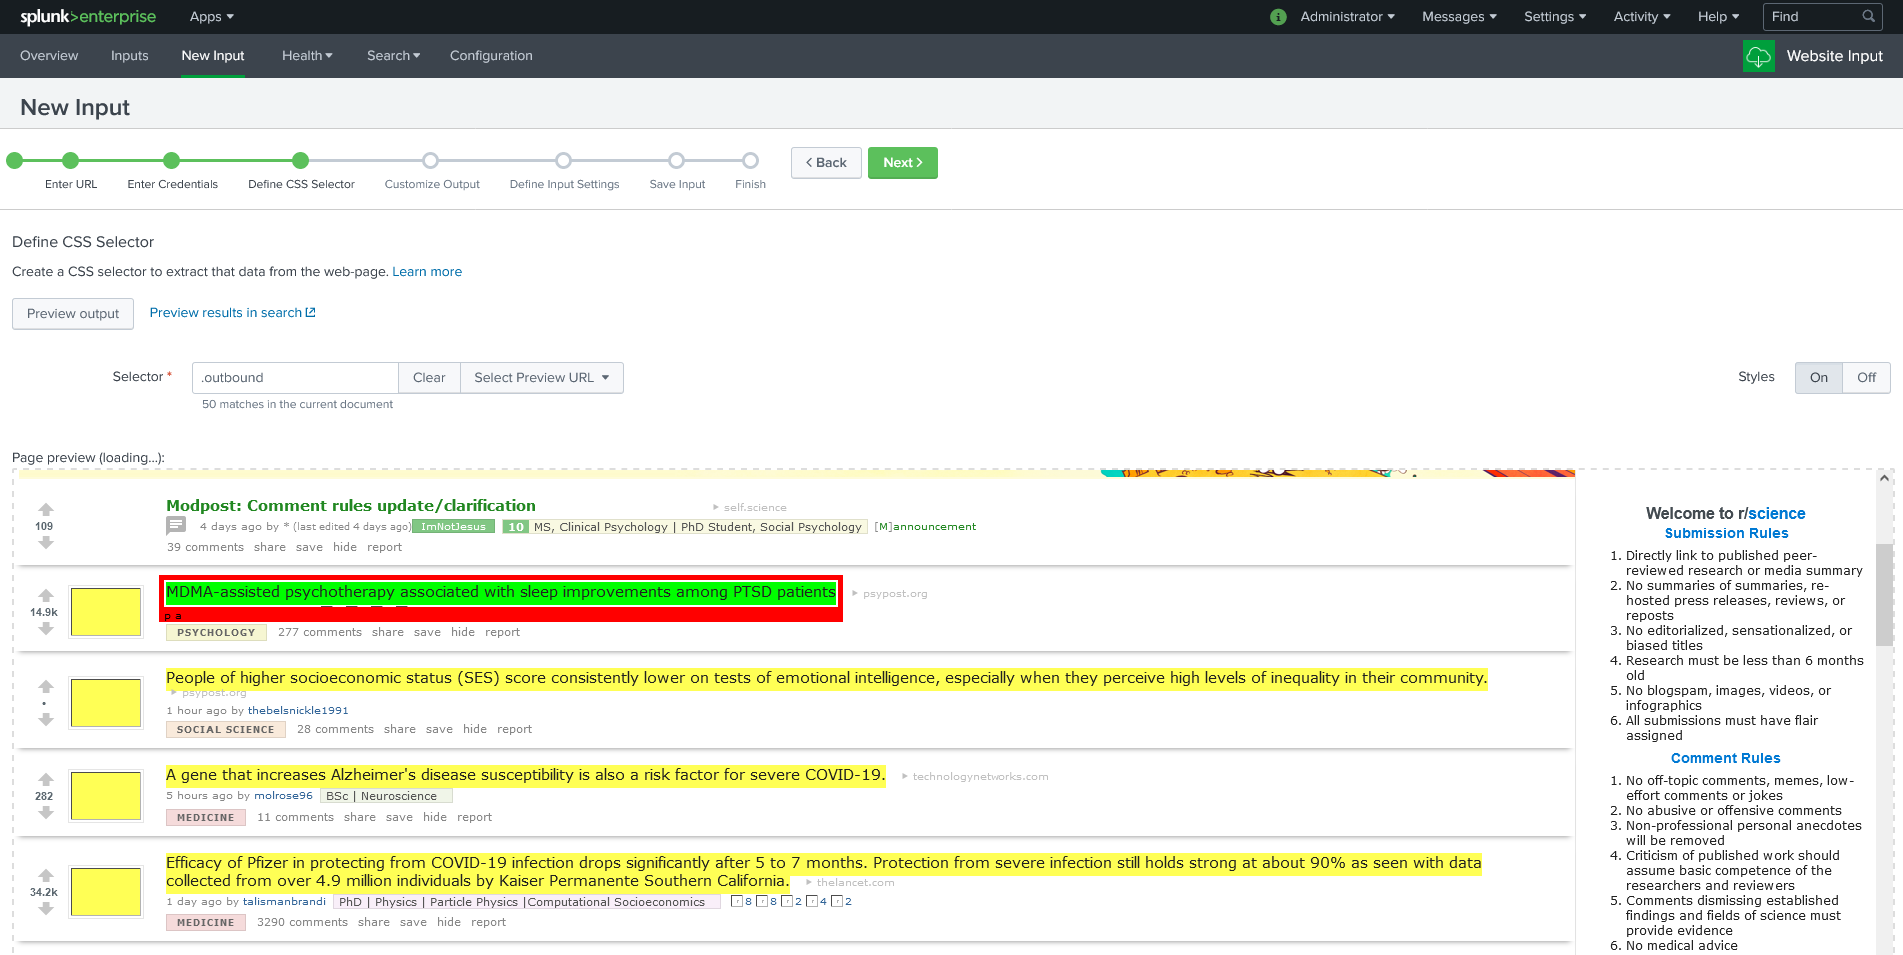 splunk>enterprise Apps Administrator Messages Settings Activity Help Find
Overview Inputs New Input Health Search Configuration Website Input
New Input
Enter URL Enter Credentials Define CSS Selector Customize Output Define Input Settings Save Input Finish Back Next
Define CSS Selector
Create a CSS selector to extract that data from the web-page. Learn more
Preview output Preview results in search
Selector * .outbound Clear Select Preview URL Styles On Off
50 matches in the current document
Page preview (loading...):
Modpost: Comment rules update/clarification self.science
109
4 days ago by * (last edited 4 days ago) ImNotJesus 10 MS, Clinical Psychology | PhD Student, Social Psychology [M]announcement
39 comments share save hide report
MDMA-assisted psychotherapy associated with sleep improvements among PTSD patients psypost.org
14.9k
PSYCHOLOGY 277 comments share save hide report
People of higher socioeconomic status (SES) score consistently lower on tests of emotional intelligence, especially when they perceive high levels of inequality in their community.
psypost.org
•
1 hour ago by thebelsnickle1991
SOCIAL SCIENCE 28 comments share save hide report
A gene that increases Alzheimer's disease susceptibility is also a risk factor for severe COVID-19. technologynetworks.com
282
5 hours ago by molrose96 BSc | Neuroscience
MEDICINE 11 comments share save hide report
Efficacy of Pfizer in protecting from COVID-19 infection drops significantly after 5 to 7 months. Protection from severe infection still holds strong at about 90% as seen with data
collected from over 4.9 million individuals by Kaiser Permanente Southern California. thelancet.com
34.2k
1 day ago by talismanbrandi PhD | Physics | Particle Physics |Computational Socioeconomics 8 8 2 4 2
MEDICINE 3290 comments share save hide report
Welcome to r/science
Submission Rules
1. Directly link to published peer-
reviewed research or media summary
2. No summaries of summaries, re-
hosted press releases, reviews, or
reposts
3. No editorialized, sensationalized, or
biased titles
4. Research must be less than 6 months
old
5. No blogspam, images, videos, or
infographics
6. All submissions must have flair
assigned
Comment Rules
1. No off-topic comments, memes, low-
effort comments or jokes
2. No abusive or offensive comments
3. Non-professional personal anecdotes
will be removed
4. Criticism of published work should
assume basic competence of the
researchers and reviewers
5. Comments dismissing established
findings and fields of science must
provide evidence
6. No medical advice